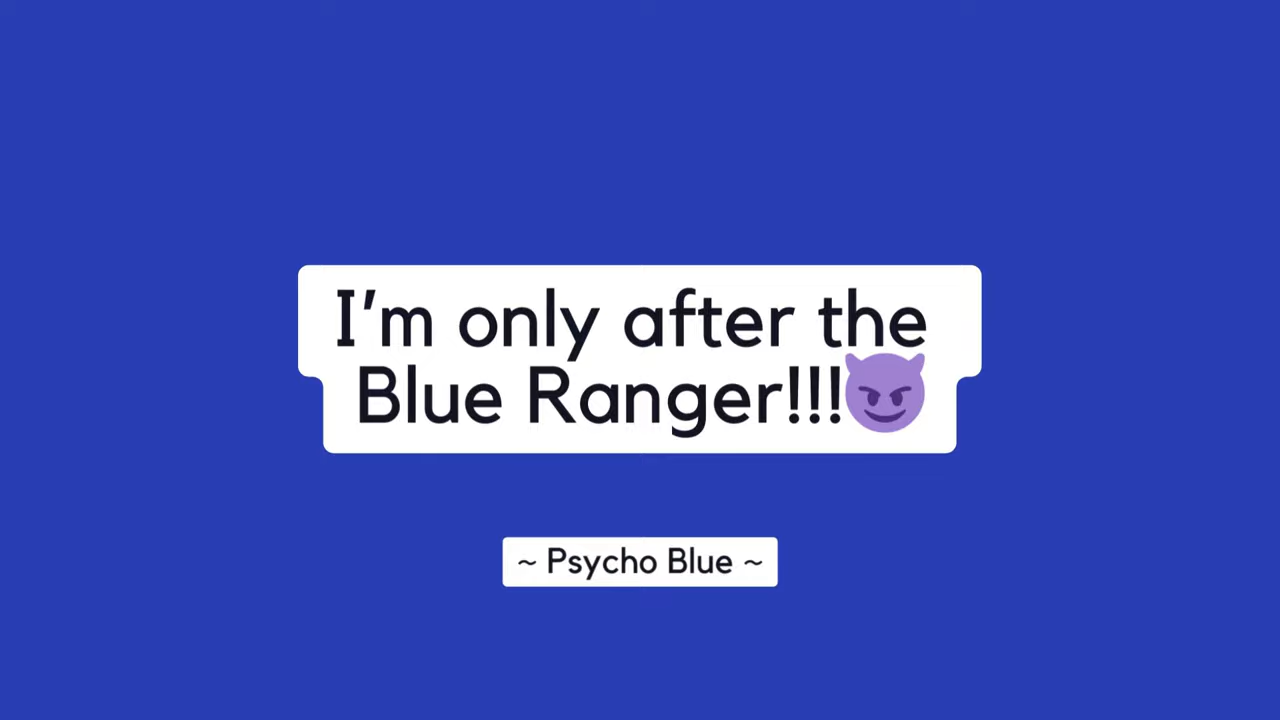 I'm only after the
Blue Ranger!!!😈
~ Psycho Blue ~